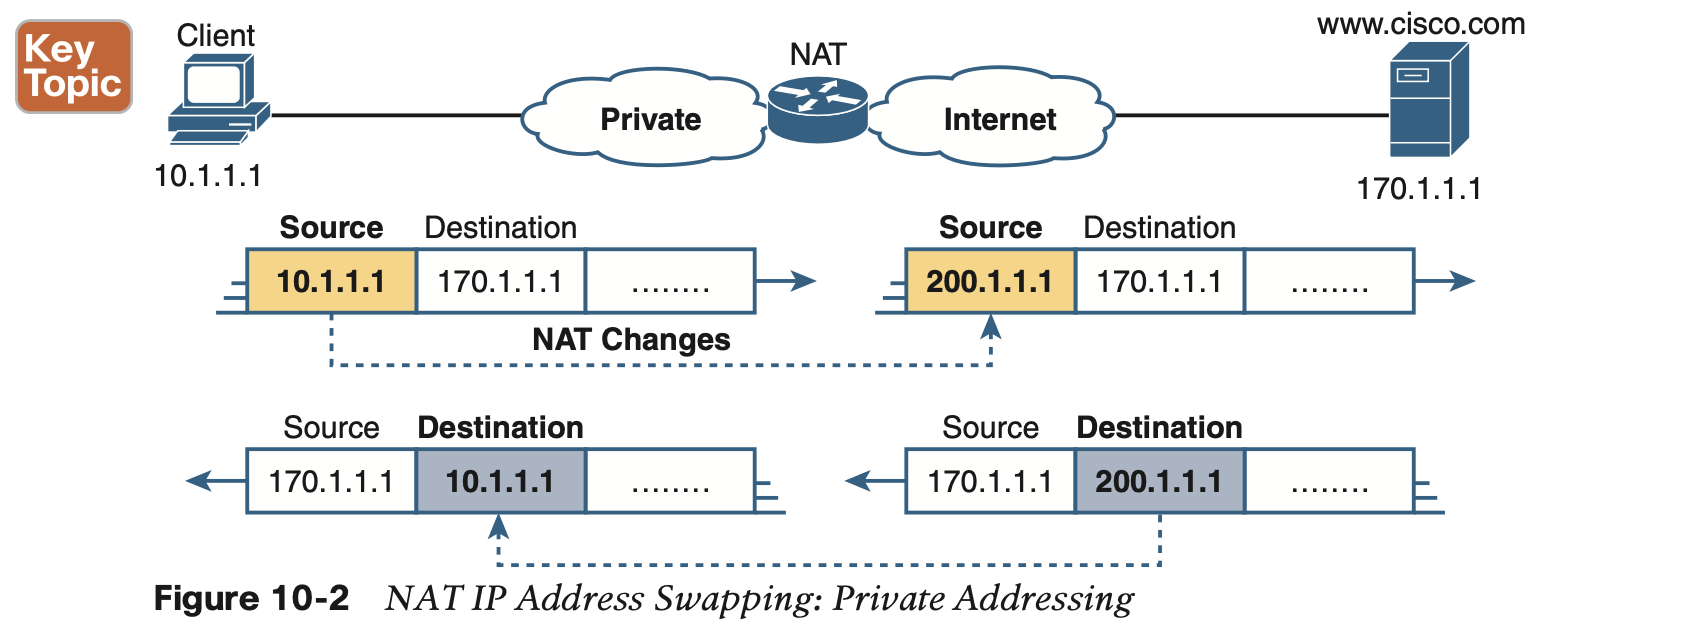 Key
Topic
Client
NAT
www.cisco.com
Private
Internet
10.1.1.1
170.1.1.1
Source Destination
10.1.1.1 170.1.1.1 ........
Source Destination
200.1.1.1 170.1.1.1 ........
NAT Changes
Source Destination
170.1.1.1 10.1.1.1 ........
Source Destination
170.1.1.1 200.1.1.1 ........
Figure 10-2 NAT IP Address Swapping: Private Addressing